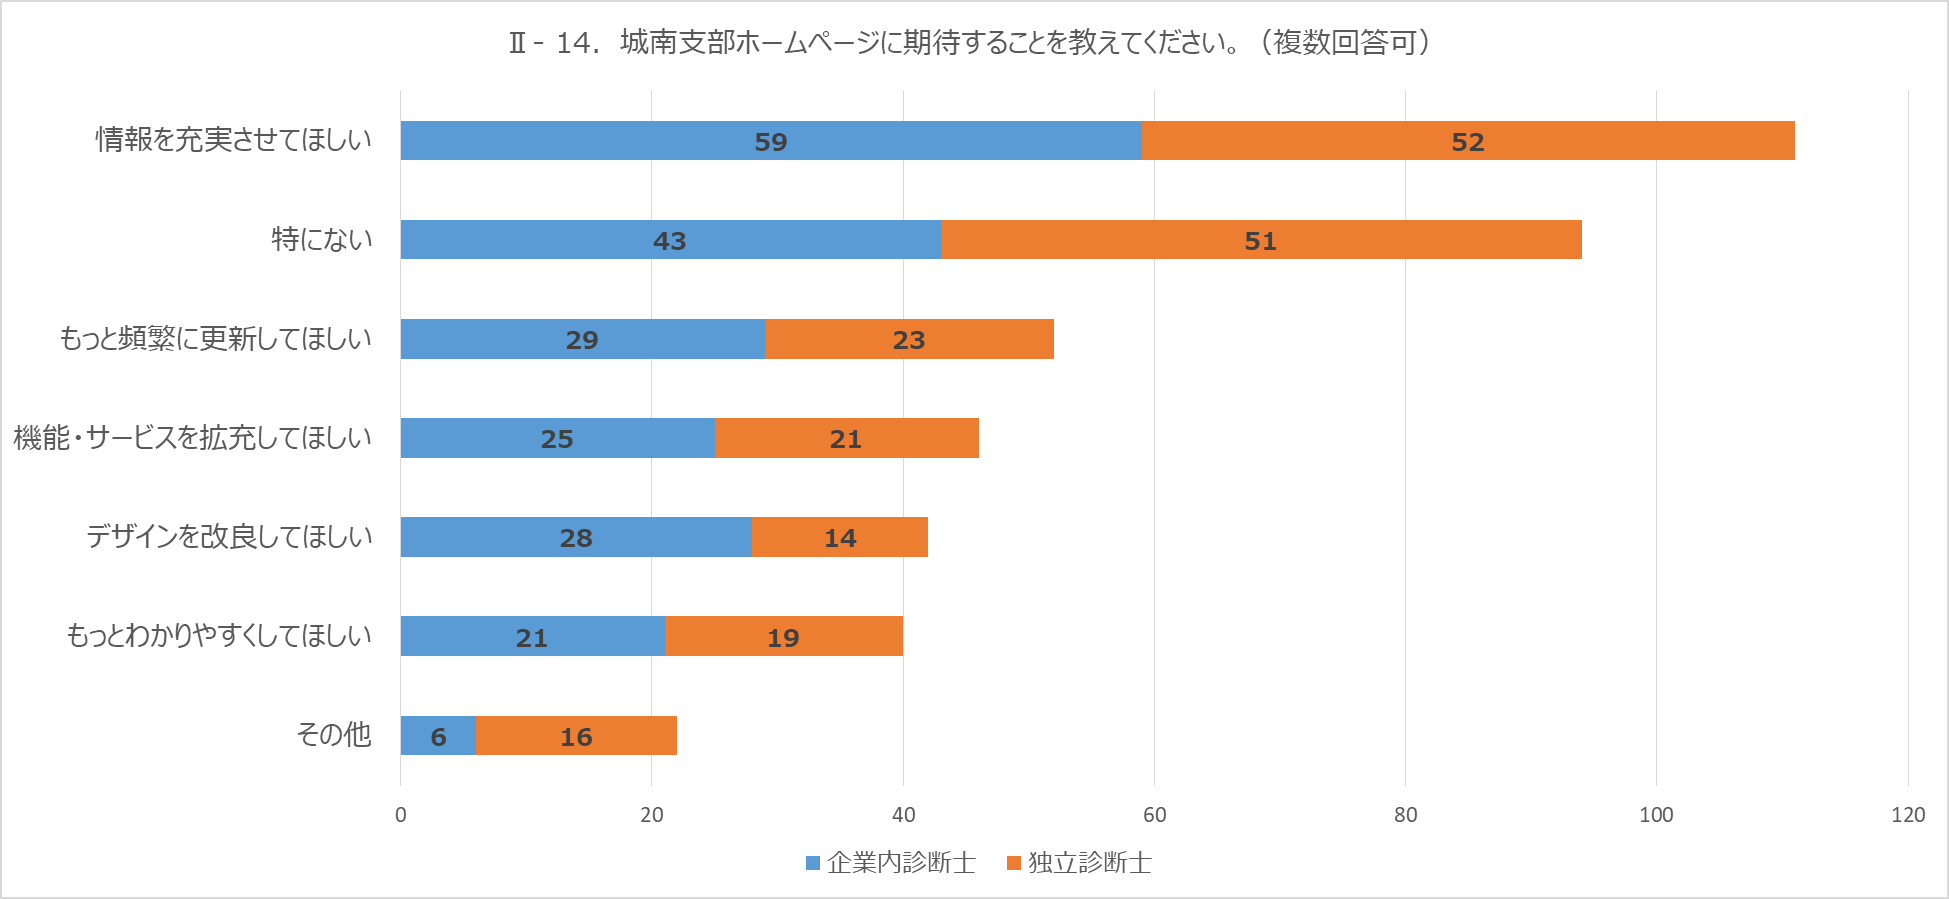 Ⅱ- 14. 城南支部ホームページに期待することを教えてください。（複数回答可）
情報を充実させてほしい 59 52
特にない 43 51
もっと頻繁に更新してほしい 29 23
機能・サービスを拡充してほしい 25 21
デザインを改良してほしい 28 14
もっとわかりやすくしてほしい 21 19
その他 6 16
0 20 40 60 80 100 120
企業内診断士 独立診断士